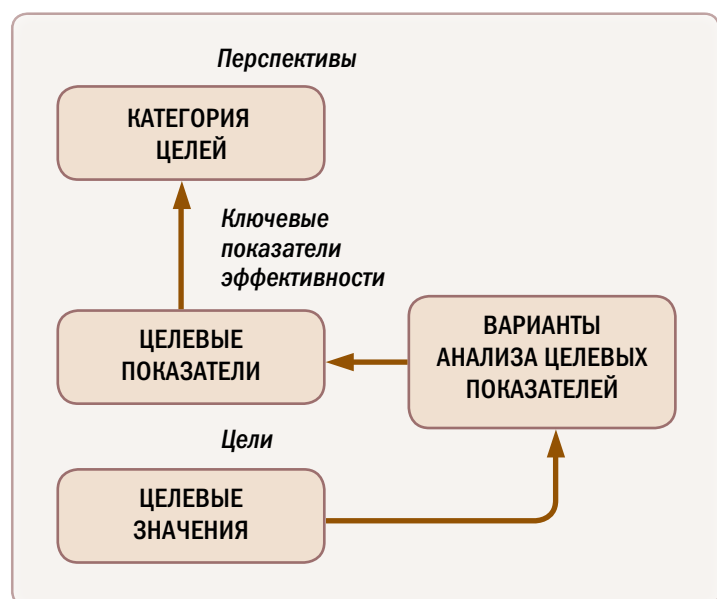 Перспективы
КАТЕГОРИЯ
ЦЕЛЕЙ
Ключевые
показатели
эффективности
ЦЕЛЕВЫЕ
ПОКАЗАТЕЛИ
ВАРИАНТЫ
АНАЛИЗА ЦЕЛЕВЫХ
ПОКАЗАТЕЛЕЙ
Цели
ЦЕЛЕВЫЕ
ЗНАЧЕНИЯ